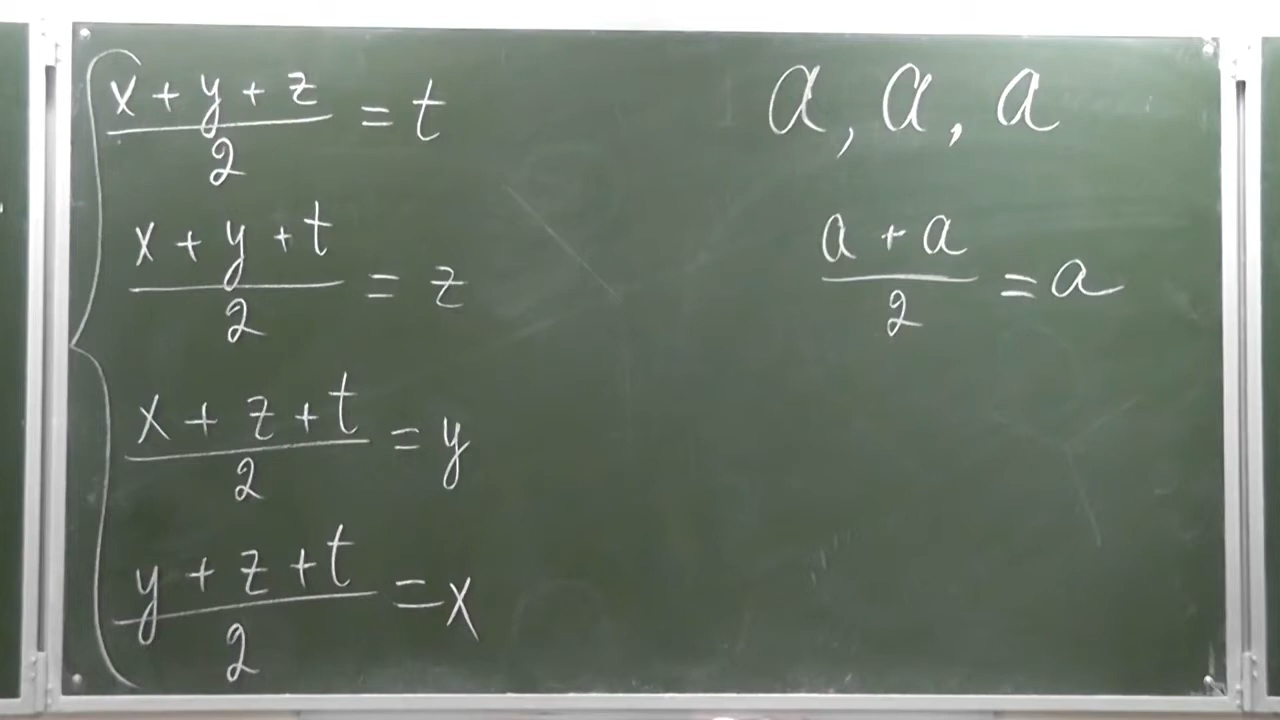 (x + y + z)/2 = t
(x + y + t)/2 = z
(x + z + t)/2 = y
(y + z + t)/2 = x
a, a, a
(a + a)/2 = a